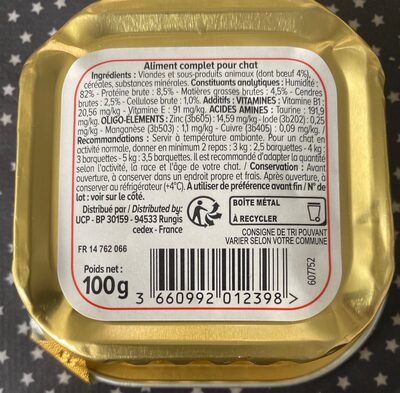 Aliment complet pour chat
Ingrédients : Viandes et sous-produits animaux (dont bœuf 4%),
céréales, substances minérales. Constituants analytiques : Humidité :
82% - Protéine brute : 8,5% - Matières grasses brutes : 4,5% - Cendres
brutes : 2,5% - Cellulose brute : 1,0%. Additifs : VITAMINES : Vitamine B1 :
20,56 mg/kg - Vitamine E : 91 mg/kg. ACIDES AMINES : Taurine : 191,9
mg/kg. OLIGO-ÉLÉMENTS : Zinc (3b605) : 14,59 mg/kg - Iode (3b202) : 0,25
mg/kg - Manganèse (3b503) : 1,1 mg/kg - Cuivre (3b405) : 0,09 mg/kg. /
Recommandations : Servir à température ambiante. Pour un chat en
activité normale, donner en minimum 2 repas : 3 kg : 2,5 barquettes - 4 kg :
3 barquettes - 5 kg : 3,5 barquettes. Il est recommandé d'adapter la quantité
selon l'activité, la race et l'âge de votre chat. / Conservation : Avant
ouverture, à conserver dans un endroit propre et frais. Après ouverture, à
conserver au réfrigérateur (+4°C). À utiliser de préférence avant fin / N° de
lot : voir sur le côté.
Distribué par / Distributed by:
UCP - BP 30159 - 94533 Rungis
cedex - France
BOÎTE MÉTAL
À RECYCLER
CONSIGNE DE TRI POUVANT
VARIER SELON VOTRE COMMUNE
FR 14 762 066
Poids net :
100g
3 660992 012398 >
607752